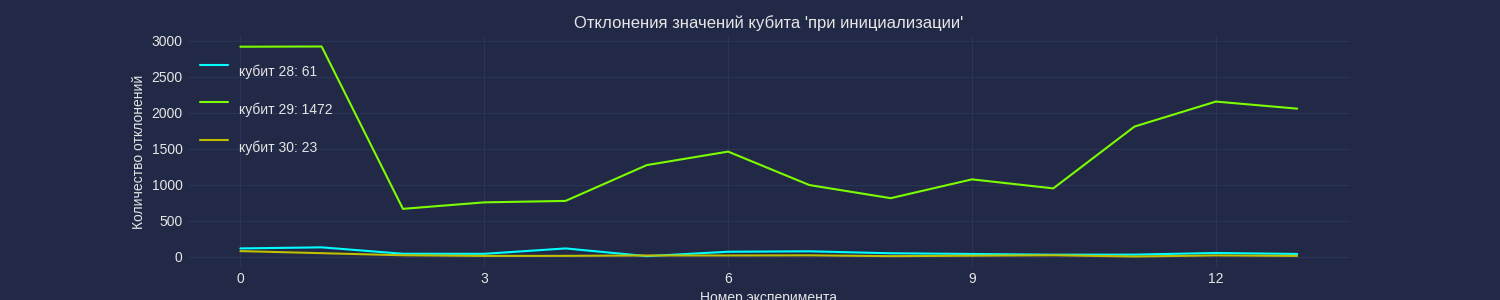 Отклонения значений кубита 'при инициализации'
Количество отклонений
3000
2500
2000
1500
1000
500
0
кубит 28: 61
кубит 29: 1472
кубит 30: 23
0 3 6 9 12
Номер эксперимента